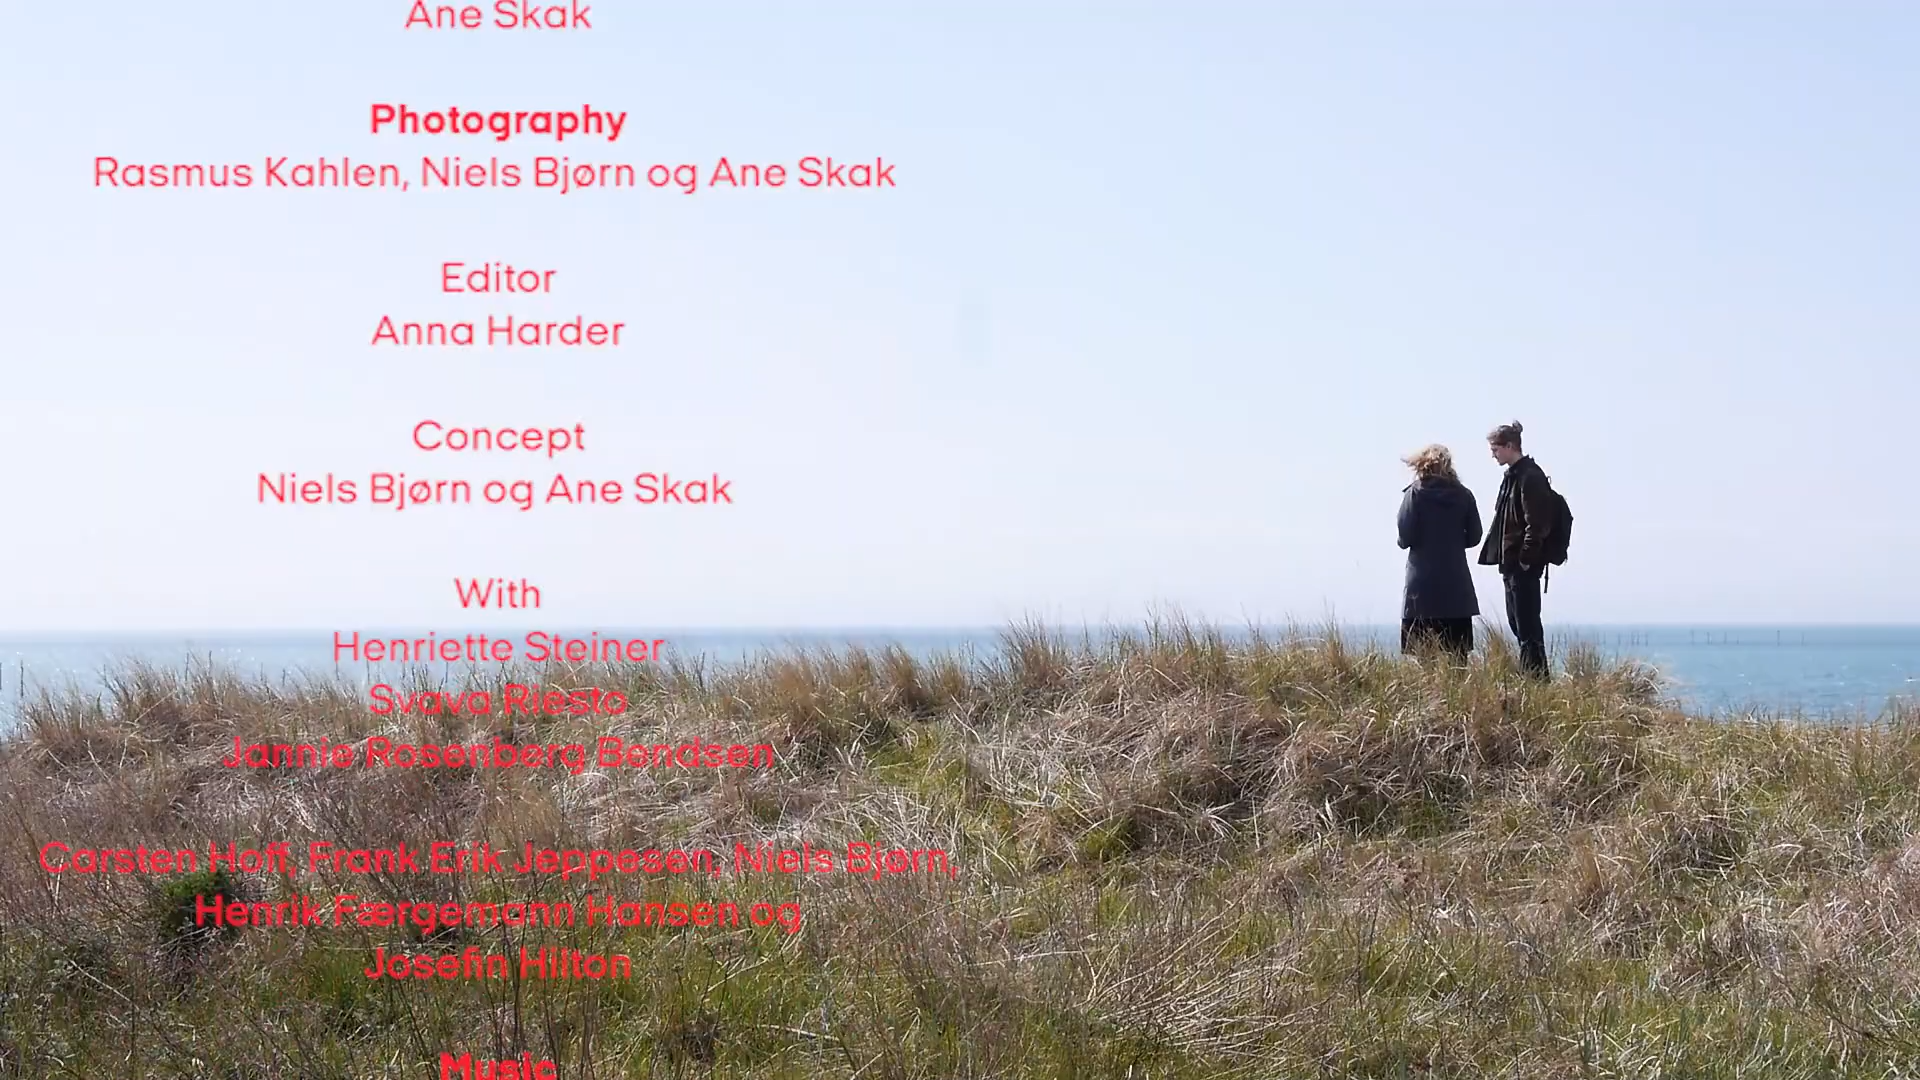 Ane Skak
Photography
Rasmus Kahlen, Niels Bjørn og Ane Skak
Editor
Anna Harder
Concept
Niels Bjørn og Ane Skak
With
Henriette Steiner
Svava Riesto
Jannie Rosenberg Bendsen
Carsten Hoff, Frank Erik Jeppesen, Niels Bjørn,
Henrik Færgemann Hansen og
Josefin Hilton
Music